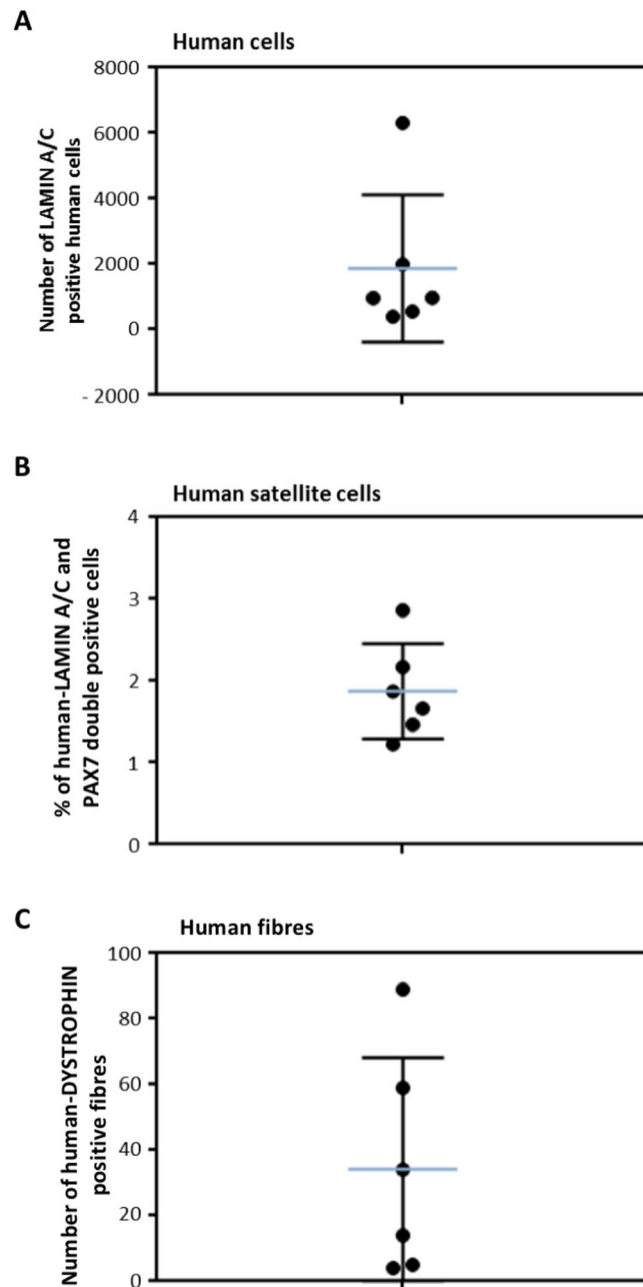 A
Human cells
8000
6000
4000
2000
0
- 2000
Number of LAMIN A/C
positive human cells
B
Human satellite cells
4
3
2
1
0
% of human-LAMIN A/C and
PAX7 double positive cells
C
Human fibres
100
80
60
40
20
0
Number of human-DYSTROPHIN
positive fibres